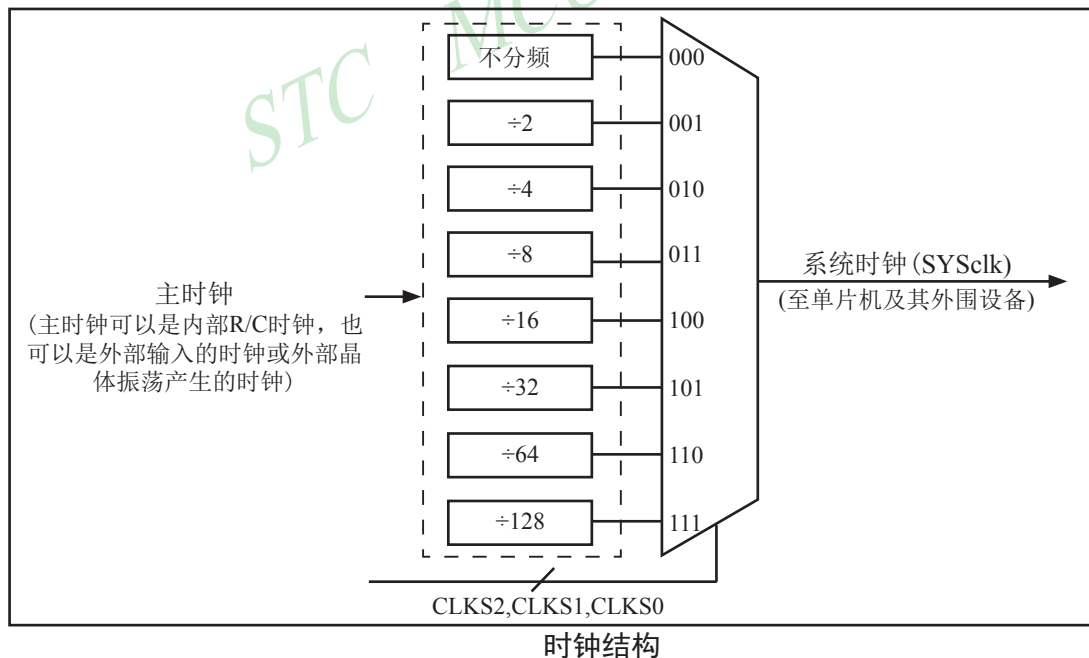 STC MCU
不分频
000
÷2
001
÷4
010
÷8
011
÷16
100
÷32
101
÷64
110
÷128
111
主时钟
(主时钟可以是内部R/C时钟，也
可以是外部输入的时钟或外部晶
体振荡产生的时钟)
系统时钟(SYSclk)
(至单片机及其外围设备)
CLKS2,CLKS1,CLKS0
时钟结构